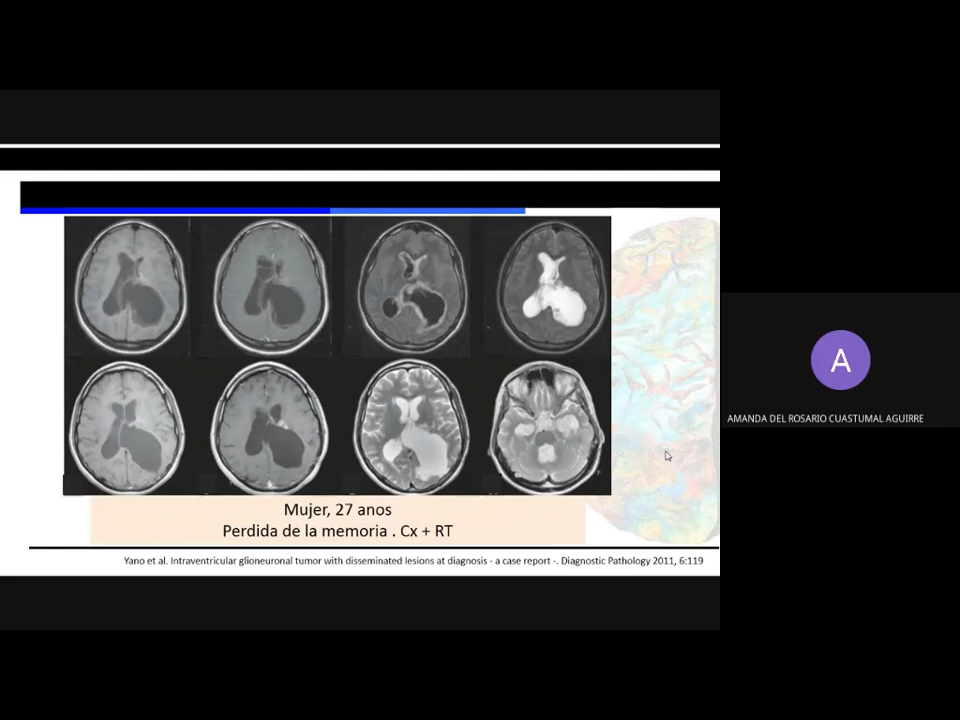 Mujer, 27 anos
Perdida de la memoria . Cx + RT
Yano et al. Intraventricular glioneuronal tumor with disseminated lesions at diagnosis - a case report -. Diagnostic Pathology 2011, 6:119
A
AMANDA DEL ROSARIO CUASTUMAL AGUIRRE